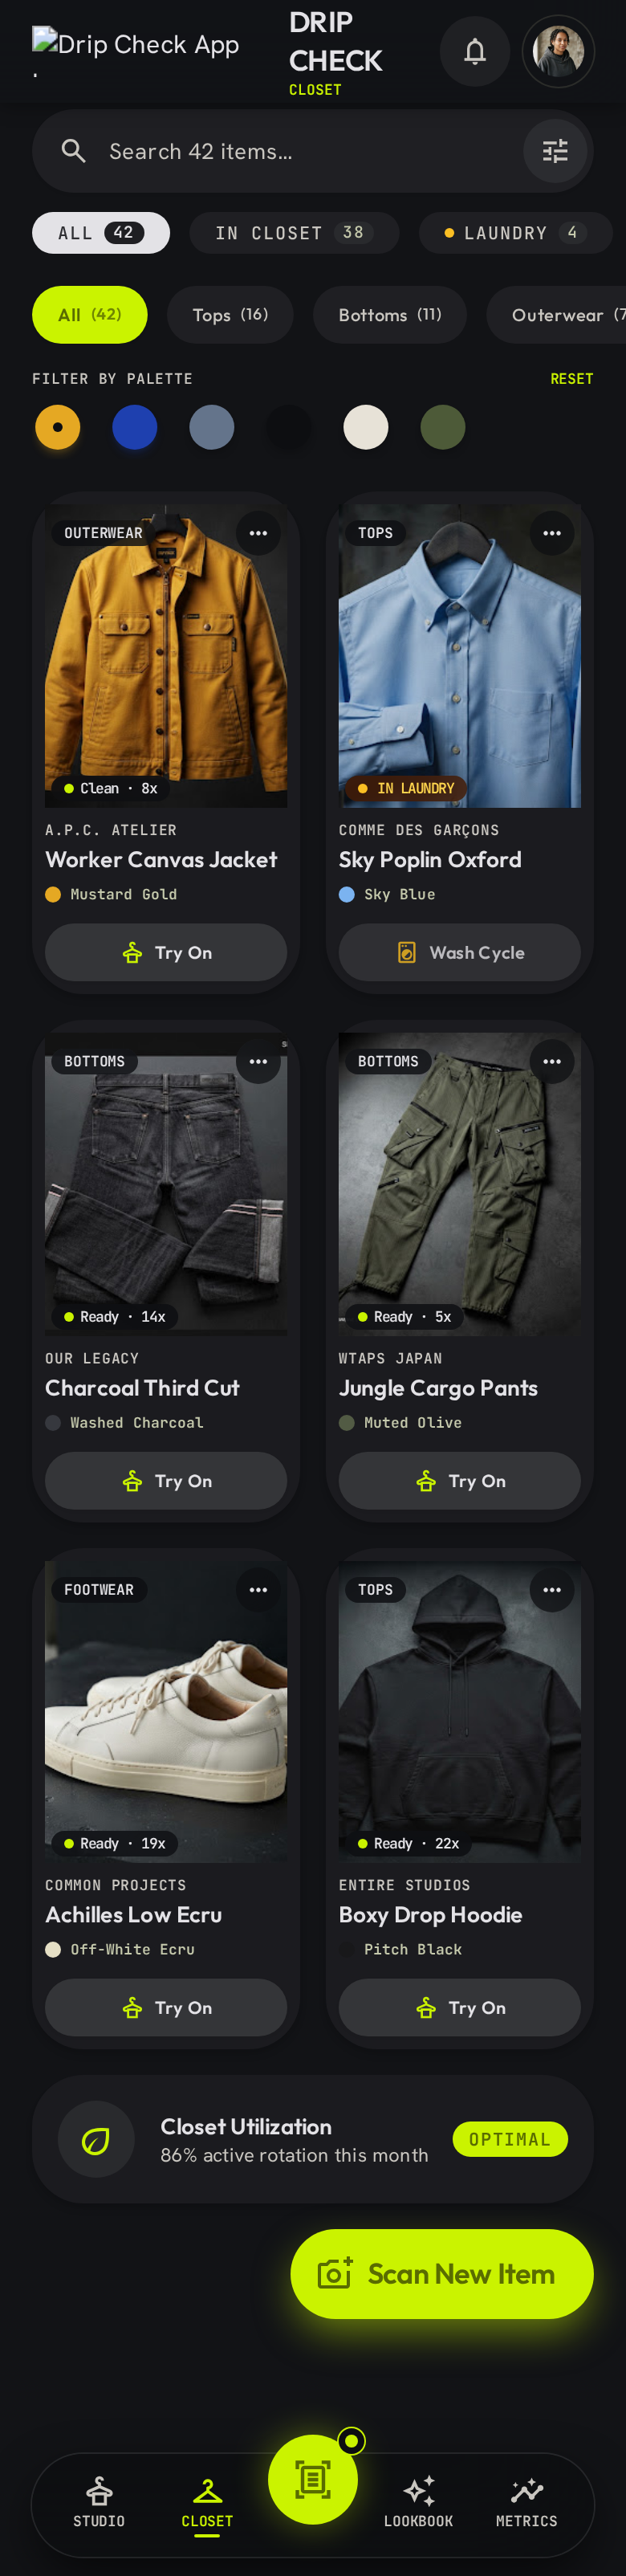 Drip Check App
DRIP
CHECK
CLOSET
Search 42 items...
ALL 42
IN CLOSET 38
LAUNDRY 4
All (42)
Tops (16)
Bottoms (11)
Outerwear (7
FILTER BY PALETTE
RESET
OUTERWEAR
Clean · 8x
A.P.C. ATELIER
Worker Canvas Jacket
Mustard Gold
Try On
TOPS
IN LAUNDRY
COMME DES GARÇONS
Sky Poplin Oxford
Sky Blue
Wash Cycle
BOTTOMS
Ready · 14x
OUR LEGACY
Charcoal Third Cut
Washed Charcoal
Try On
BOTTOMS
Ready · 5x
WTAPS JAPAN
Jungle Cargo Pants
Muted Olive
Try On
FOOTWEAR
Ready · 19x
COMMON PROJECTS
Achilles Low Ecru
Off-White Ecru
Try On
TOPS
Ready · 22x
ENTIRE STUDIOS
Boxy Drop Hoodie
Pitch Black
Try On
Closet Utilization
86% active rotation this month
OPTIMAL
Scan New Item
STUDIO
CLOSET
LOOKBOOK
METRICS